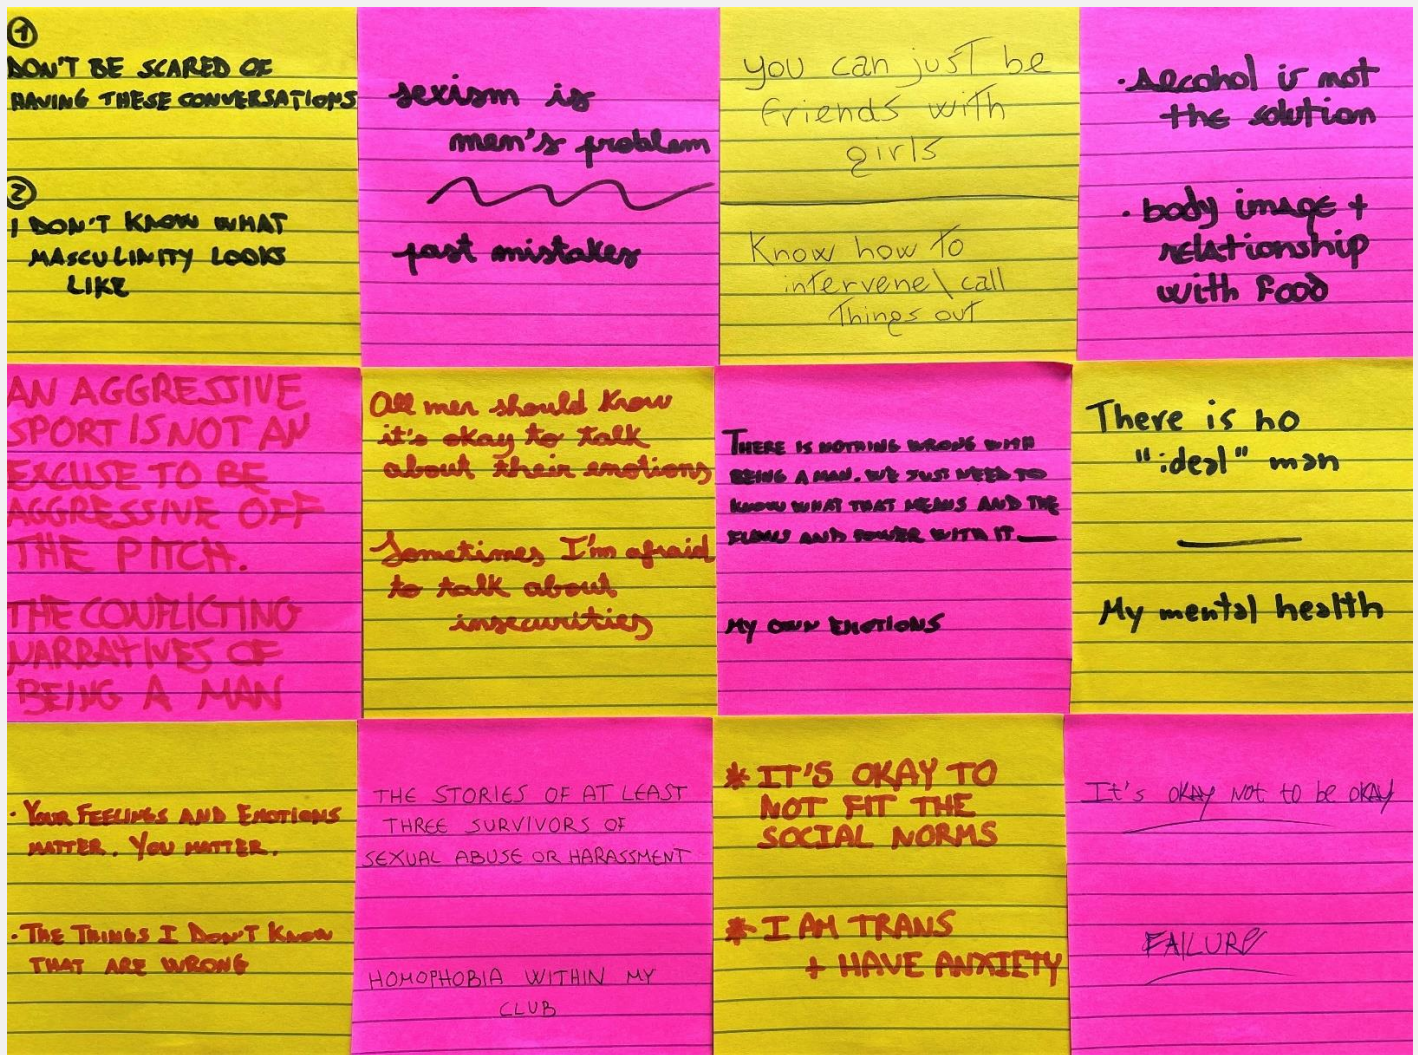 1
DON'T BE SCARED OF
HAVING THESE CONVERSATIONS
2
I DON'T KNOW WHAT
MASCULINITY LOOKS
LIKE
sexism is
men's problem
past mistakes
you can just be
friends with
girls
Know how to
intervene\ call
things out
• Alcohol is not
the solution
• body image +
relationship
with food
AN AGGRESSIVE
SPORT IS NOT AN
EXCUSE TO BE
AGGRESSIVE OFF
THE PITCH.
THE CONFLICTING
NARRATIVES OF
BEING A MAN
All men should know
it's okay to talk
about their emotions
Sometimes I'm afraid
to talk about
insecurities
THERE IS NOTHING WRONG WITH
BEING A MAN. WE JUST NEED TO
KNOW WHAT THAT MEANS AND THE
FLAWS AND POWER WITH IT
MY OWN EMOTIONS
There is no
"ideal" man
My mental health
• YOUR FEELINGS AND EMOTIONS
MATTER. YOU MATTER.
• THE THINGS I DON'T KNOW
THAT ARE WRONG
THE STORIES OF AT LEAST
THREE SURVIVORS OF
SEXUAL ABUSE OR HARASSMENT
HOMOPHOBIA WITHIN MY
CLUB
* IT'S OKAY TO
NOT FIT THE
SOCIAL NORMS
* I AM TRANS
+ HAVE ANXIETY
It's okay not to be okay
FAILURE